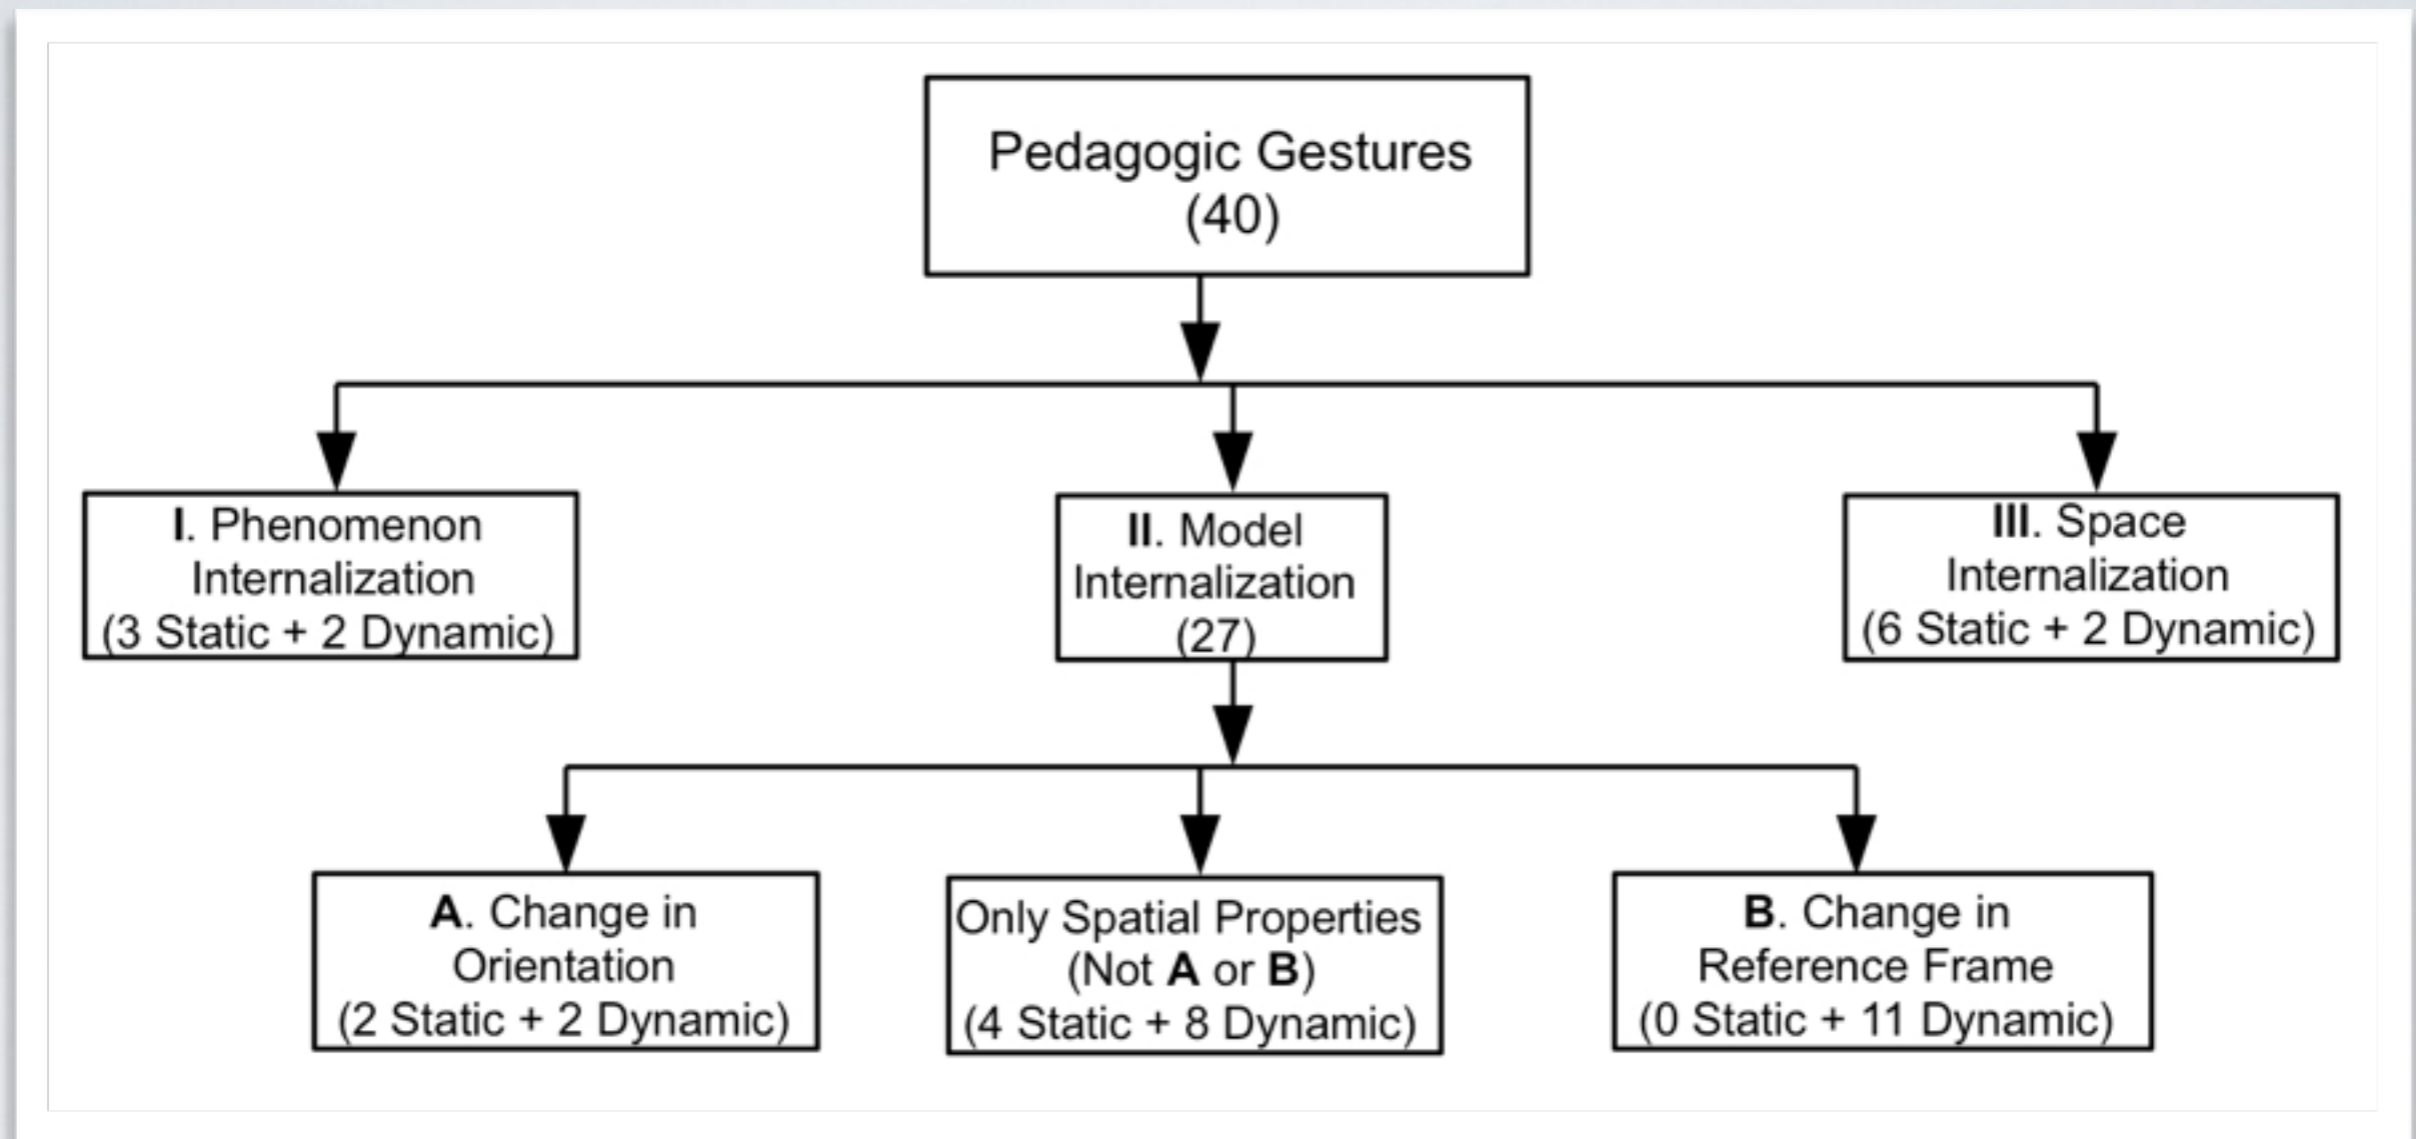 Pedagogic Gestures
(40)
I. Phenomenon
Internalization
(3 Static + 2 Dynamic)
II. Model
Internalization
(27)
III. Space
Internalization
(6 Static + 2 Dynamic)
A. Change in
Orientation
(2 Static + 2 Dynamic)
Only Spatial Properties
(Not A or B)
(4 Static + 8 Dynamic)
B. Change in
Reference Frame
(0 Static + 11 Dynamic)